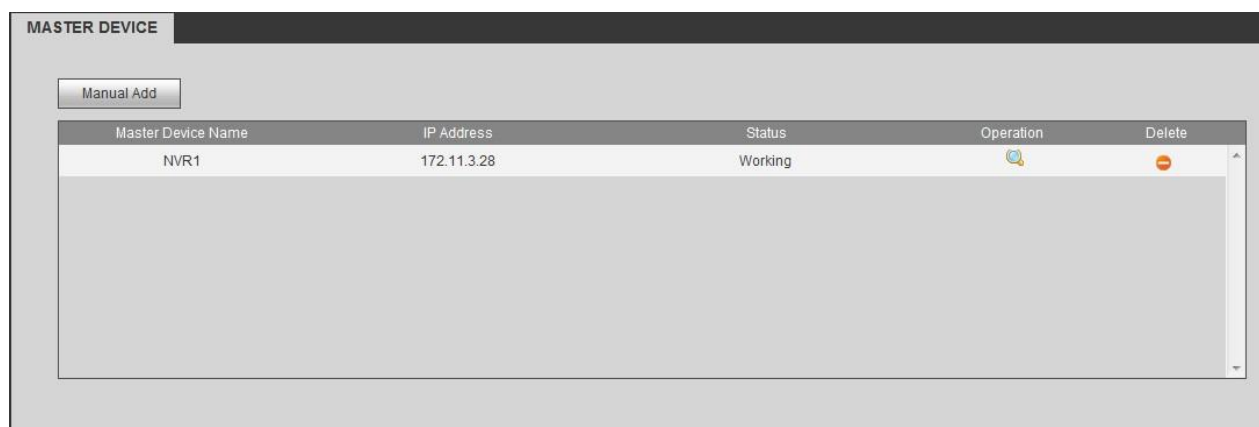 MASTER DEVICE
Manual Add
Master Device Name IP Address Status Operation Delete
NVR1 172.11.3.28 Working